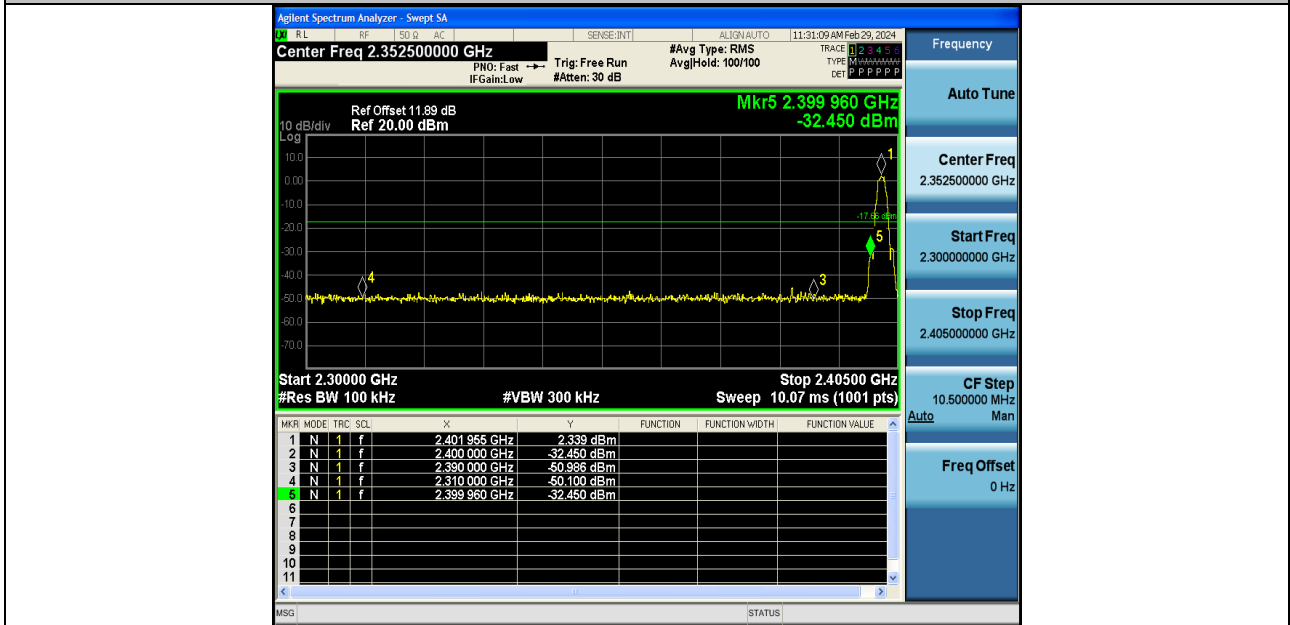 Agilent Spectrum Analyzer - Swept SA
RL RF 50 Ω AC SENSE:INT ALIGN AUTO 11:31:09 AM Feb 29, 2024
Center Freq 2.352500000 GHz
#Avg Type: RMS
TRACE 1 2 3 4 5 6
PNO: Fast Trig: Free Run
Avg|Hold: 100/100
TYPE M
IFGain:Low #Atten: 30 dB
DET P P P P P P
Mkr5 2.399 960 GHz
-32.450 dBm
Ref Offset 11.89 dB
10 dB/div Ref 20.00 dBm
Log
10.0
0.00
-10.0
-20.0
-30.0
-40.0
-50.0
-60.0
-70.0
1
-17.66 dBm
5
4
3
Start 2.30000 GHz Stop 2.40500 GHz
#Res BW 100 kHz #VBW 300 kHz Sweep 10.07 ms (1001 pts)
MKR MODE TRC SCL X Y FUNCTION FUNCTION WIDTH FUNCTION VALUE
1 N 1 f 2.401 955 GHz 2.339 dBm
2 N 1 f 2.400 000 GHz -32.450 dBm
3 N 1 f 2.390 000 GHz -50.986 dBm
4 N 1 f 2.310 000 GHz -50.100 dBm
5 N 1 f 2.399 960 GHz -32.450 dBm
6
7
8
9
10
11
MSG STATUS
Frequency
Auto Tune
Center Freq
2.352500000 GHz
Start Freq
2.300000000 GHz
Stop Freq
2.405000000 GHz
CF Step
10.500000 MHz
Auto Man
Freq Offset
0 Hz